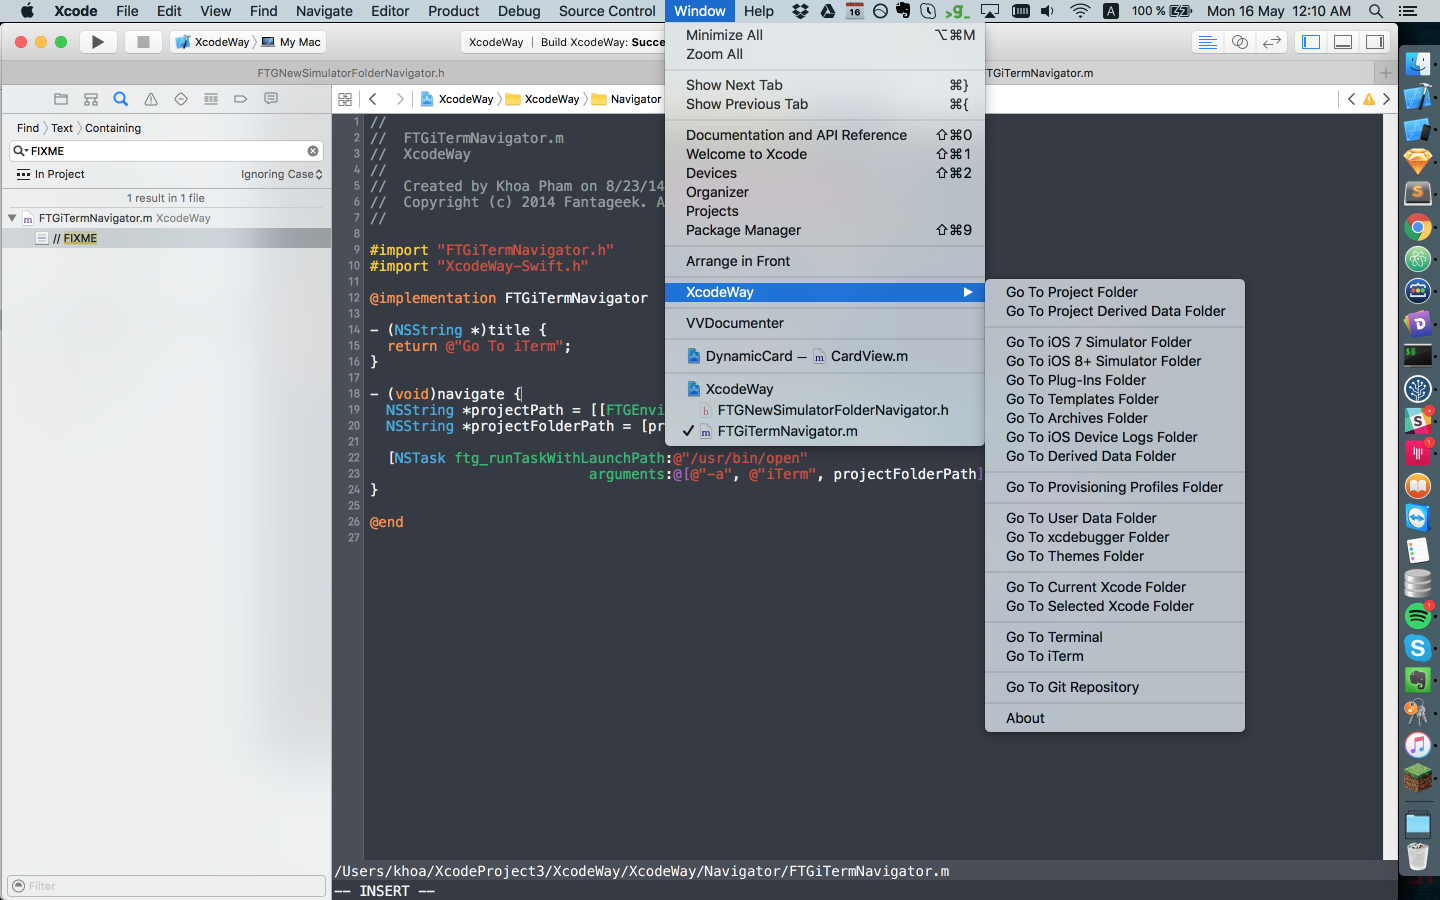 Xcode File Edit View Find Navigate Editor Product Debug Source Control Window Help 16 >g_ A 100 % Mon 16 May 12:10 AM
XcodeWay My Mac
XcodeWay | Build XcodeWay: Succe
FTGNewSimulatorFolderNavigator.h
FTGiTermNavigator.m
XcodeWay XcodeWay Navigator
Find Text Containing
FIXME
In Project Ignoring Case
1 result in 1 file
FTGiTermNavigator.m XcodeWay
// FIXME
Filter
1 //
2 // FTGiTermNavigator.m
3 // XcodeWay
4 //
5 // Created by Khoa Pham on 8/23/14
6 // Copyright (c) 2014 Fantageek. A
7 //
8
9 #import "FTGiTermNavigator.h"
10 #import "XcodeWay-Swift.h"
11
12 @implementation FTGiTermNavigator
13
14 - (NSString *)title {
15 return @"Go To iTerm";
16 }
17
18 - (void)navigate {
19 NSString *projectPath = [[FTGEnvi
20 NSString *projectFolderPath = [pr
21
22 [NSTask ftg_runTaskWithLaunchPath:@"/usr/bin/open"
23 arguments:@[@"-a", @"iTerm", projectFolderPath]
24 }
25
26 @end
27
/Users/khoa/XcodeProject3/XcodeWay/XcodeWay/Navigator/FTGiTermNavigator.m
-- INSERT --
Minimize All ⌥⌘M
Zoom All
Show Next Tab ⌘}
Show Previous Tab ⌘{
Documentation and API Reference ⇧⌘0
Welcome to Xcode ⇧⌘1
Devices ⇧⌘2
Organizer
Projects
Package Manager ⇧⌘9
Arrange in Front
XcodeWay ▶
VVDocumenter
DynamicCard — m CardView.m
XcodeWay
h FTGNewSimulatorFolderNavigator.h
✓ m FTGiTermNavigator.m
Go To Project Folder
Go To Project Derived Data Folder
Go To iOS 7 Simulator Folder
Go To iOS 8+ Simulator Folder
Go To Plug-Ins Folder
Go To Templates Folder
Go To Archives Folder
Go To iOS Device Logs Folder
Go To Derived Data Folder
Go To Provisioning Profiles Folder
Go To User Data Folder
Go To xcdebugger Folder
Go To Themes Folder
Go To Current Xcode Folder
Go To Selected Xcode Folder
Go To Terminal
Go To iTerm
Go To Git Repository
About